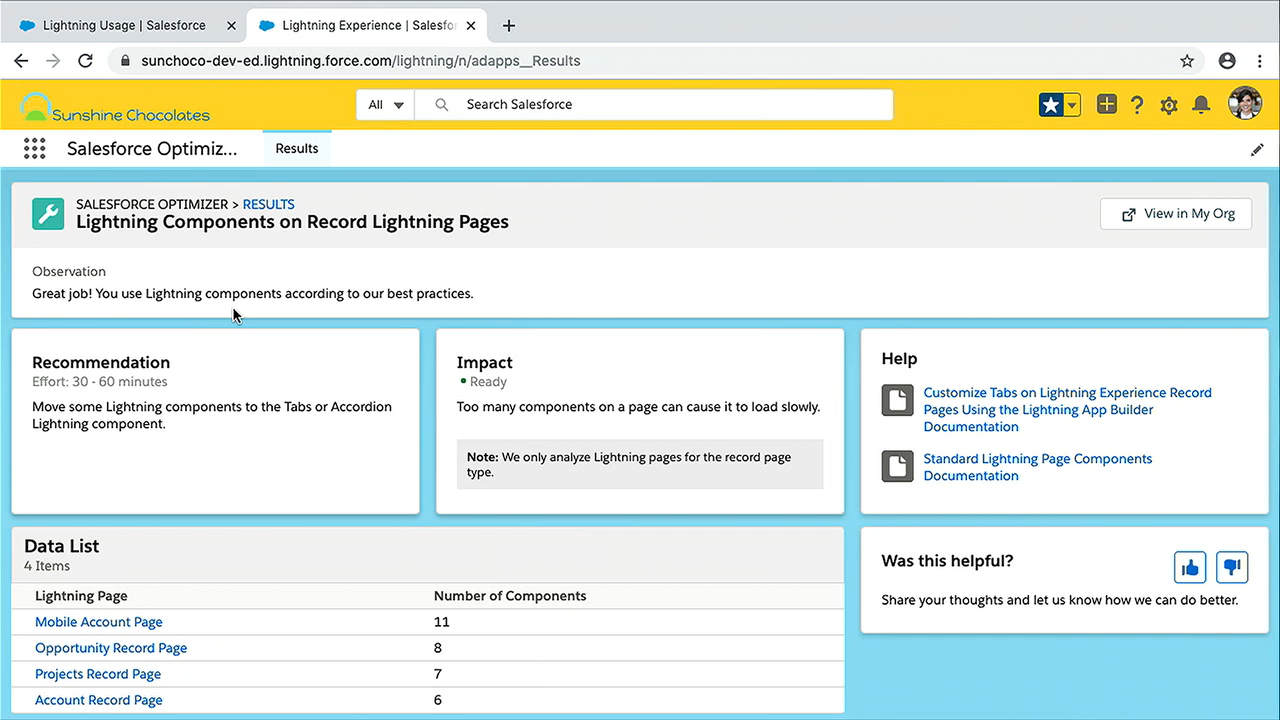 Lightning Usage | Salesforce
Lightning Experience | Salesfo
sunchoco-dev-ed.lightning.force.com/lightning/n/adapps__Results
Sunshine Chocolates
All
Search Salesforce
Salesforce Optimiz...
Results
SALESFORCE OPTIMIZER > RESULTS
Lightning Components on Record Lightning Pages
View in My Org
Observation
Great job! You use Lightning components according to our best practices.
Recommendation
Effort: 30 - 60 minutes
Move some Lightning components to the Tabs or Accordion
Lightning component.
Impact
Ready
Too many components on a page can cause it to load slowly.
Note: We only analyze Lightning pages for the record page
type.
Help
Customize Tabs on Lightning Experience Record
Pages Using the Lightning App Builder
Documentation
Standard Lightning Page Components
Documentation
Data List
4 Items
Lightning Page Number of Components
Mobile Account Page 11
Opportunity Record Page 8
Projects Record Page 7
Account Record Page 6
Was this helpful?
Share your thoughts and let us know how we can do better.